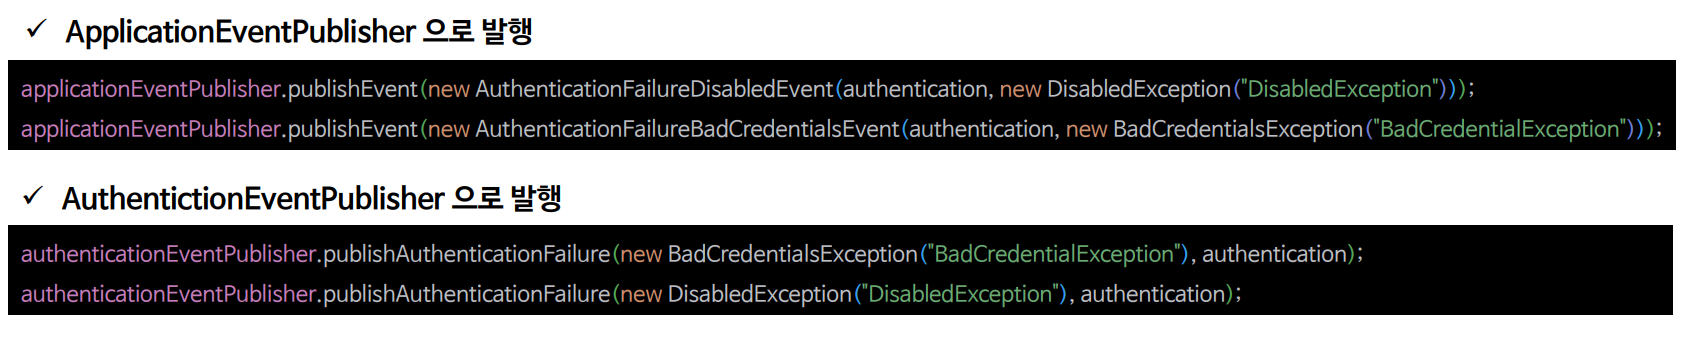 ✓ ApplicationEventPublisher 으로 발행
applicationEventPublisher.publishEvent(new AuthenticationFailureDisabledEvent(authentication, new DisabledException("DisabledException")));
applicationEventPublisher.publishEvent(new AuthenticationFailureBadCredentialsEvent(authentication, new BadCredentialsException("BadCredentialException")));
✓ AuthentictionEventPublisher 으로 발행
authenticationEventPublisher.publishAuthenticationFailure(new BadCredentialsException("BadCredentialException"), authentication);
authenticationEventPublisher.publishAuthenticationFailure(new DisabledException("DisabledException"), authentication);